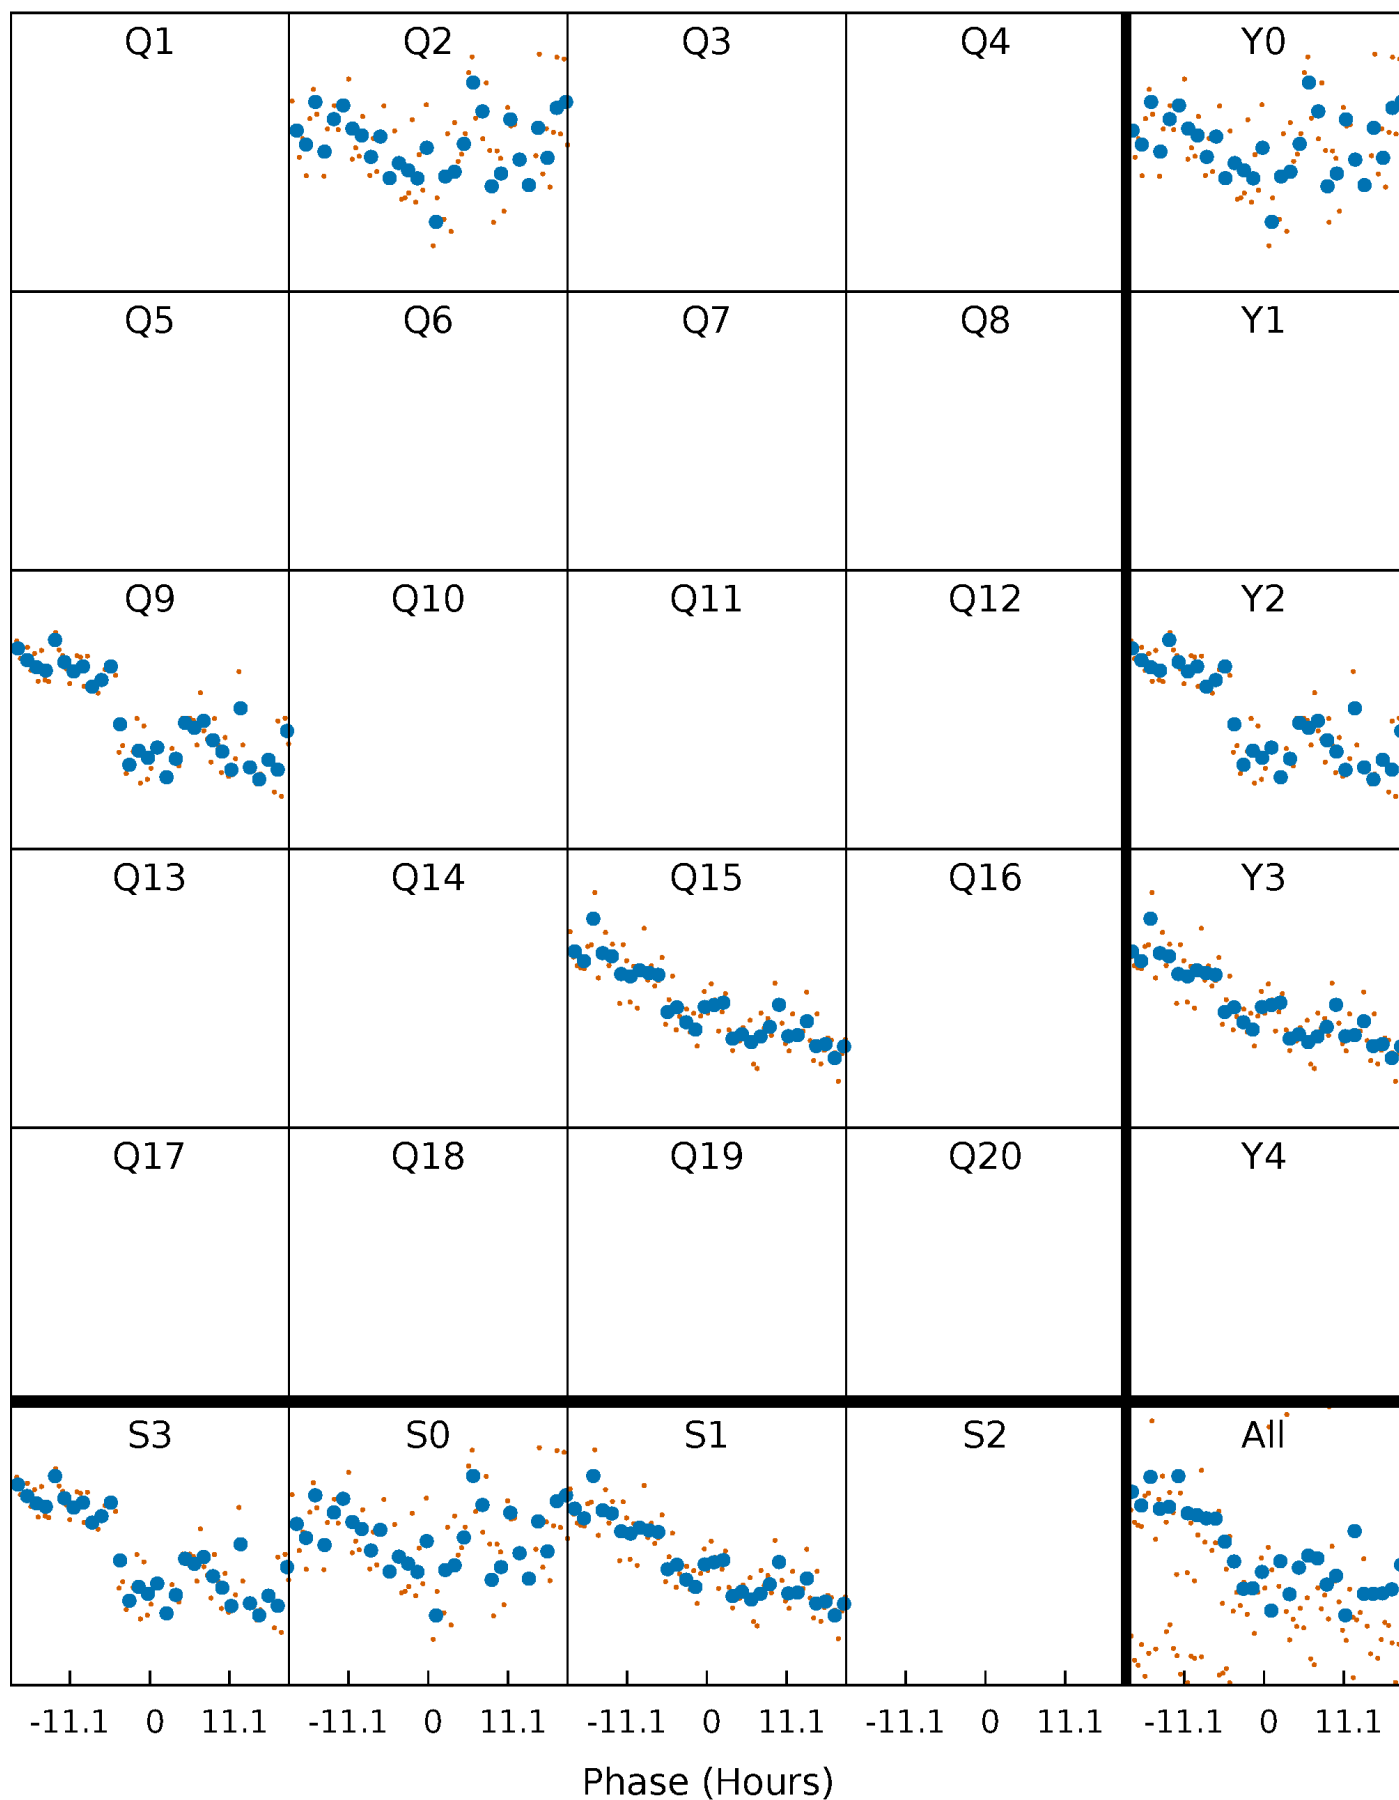 Q1 Q2 Q3 Q4 Y0
Q5 Q6 Q7 Q8 Y1
Q9 Q10 Q11 Q12 Y2
Q13 Q14 Q15 Q16 Y3
Q17 Q18 Q19 Q20 Y4
S3 S0 S1 S2 All
-11.1 0 11.1 -11.1 0 11.1 -11.1 0 11.1 -11.1 0 11.1 -11.1 0 11.1
Phase (Hours)